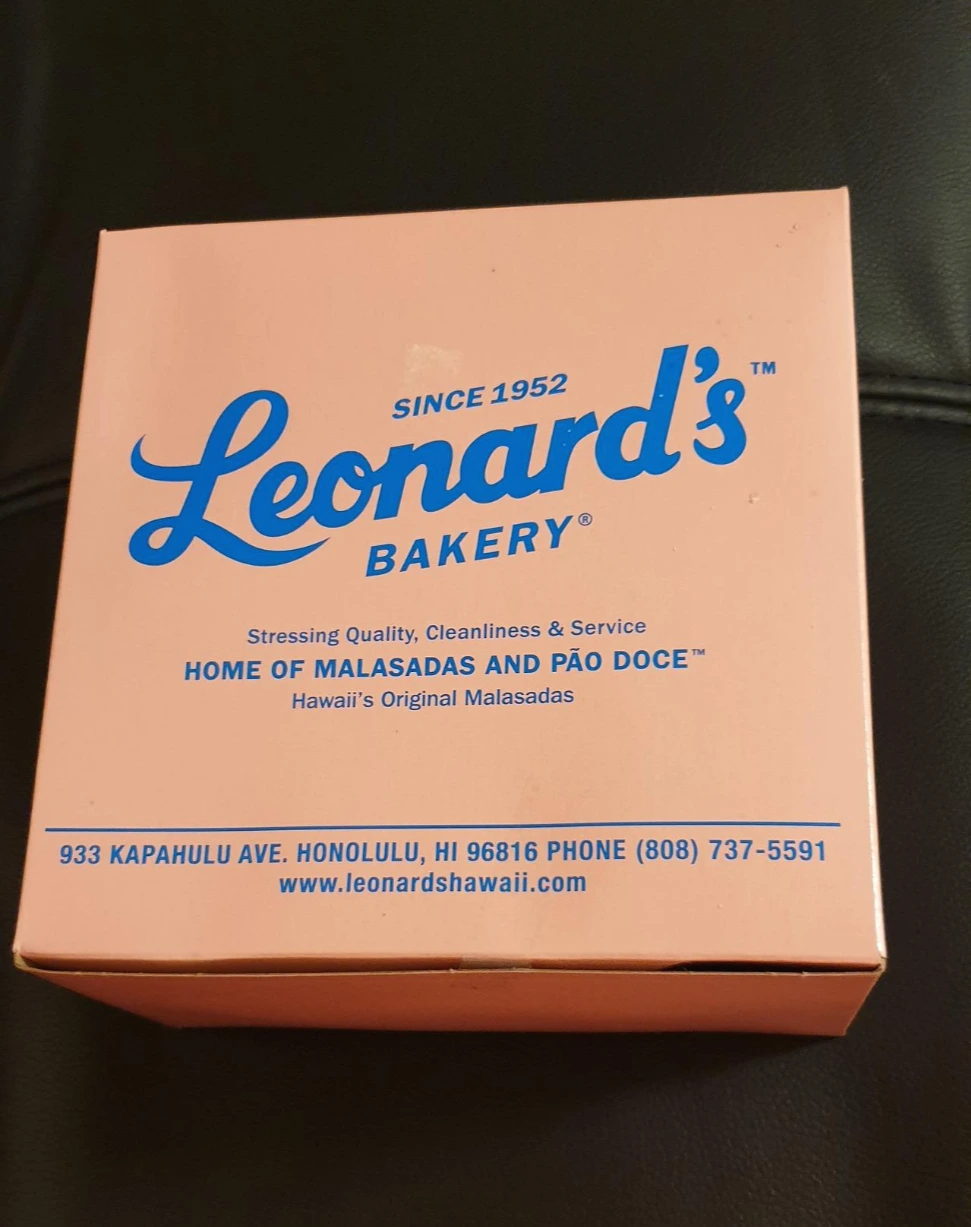 SINCE 1952
Leonard's™
BAKERY®
Stressing Quality, Cleanliness & Service
HOME OF MALASADAS AND PÃO DOCE™
Hawaii's Original Malasadas
933 KAPAHULU AVE. HONOLULU, HI 96816 PHONE (808) 737-5591
www.leonardshawaii.com